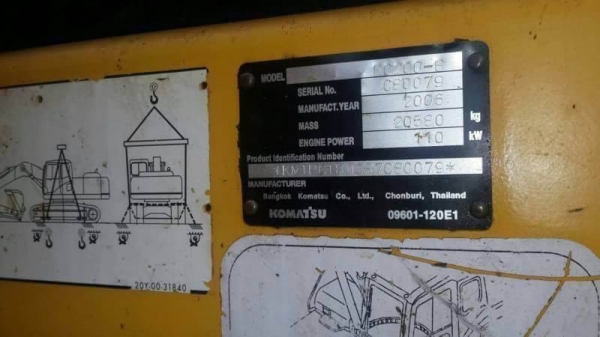 MODEL
SERIAL No. C80079
MANUFACT. YEAR 2006
MASS 20580 kg
ENGINE POWER 110 kW
Product Identification Number
MANUFACTURER
Bangkok Komatsu Co., Ltd., Chonburi, Thailand
KOMATSU 09601-120E1
20Y-00-31840